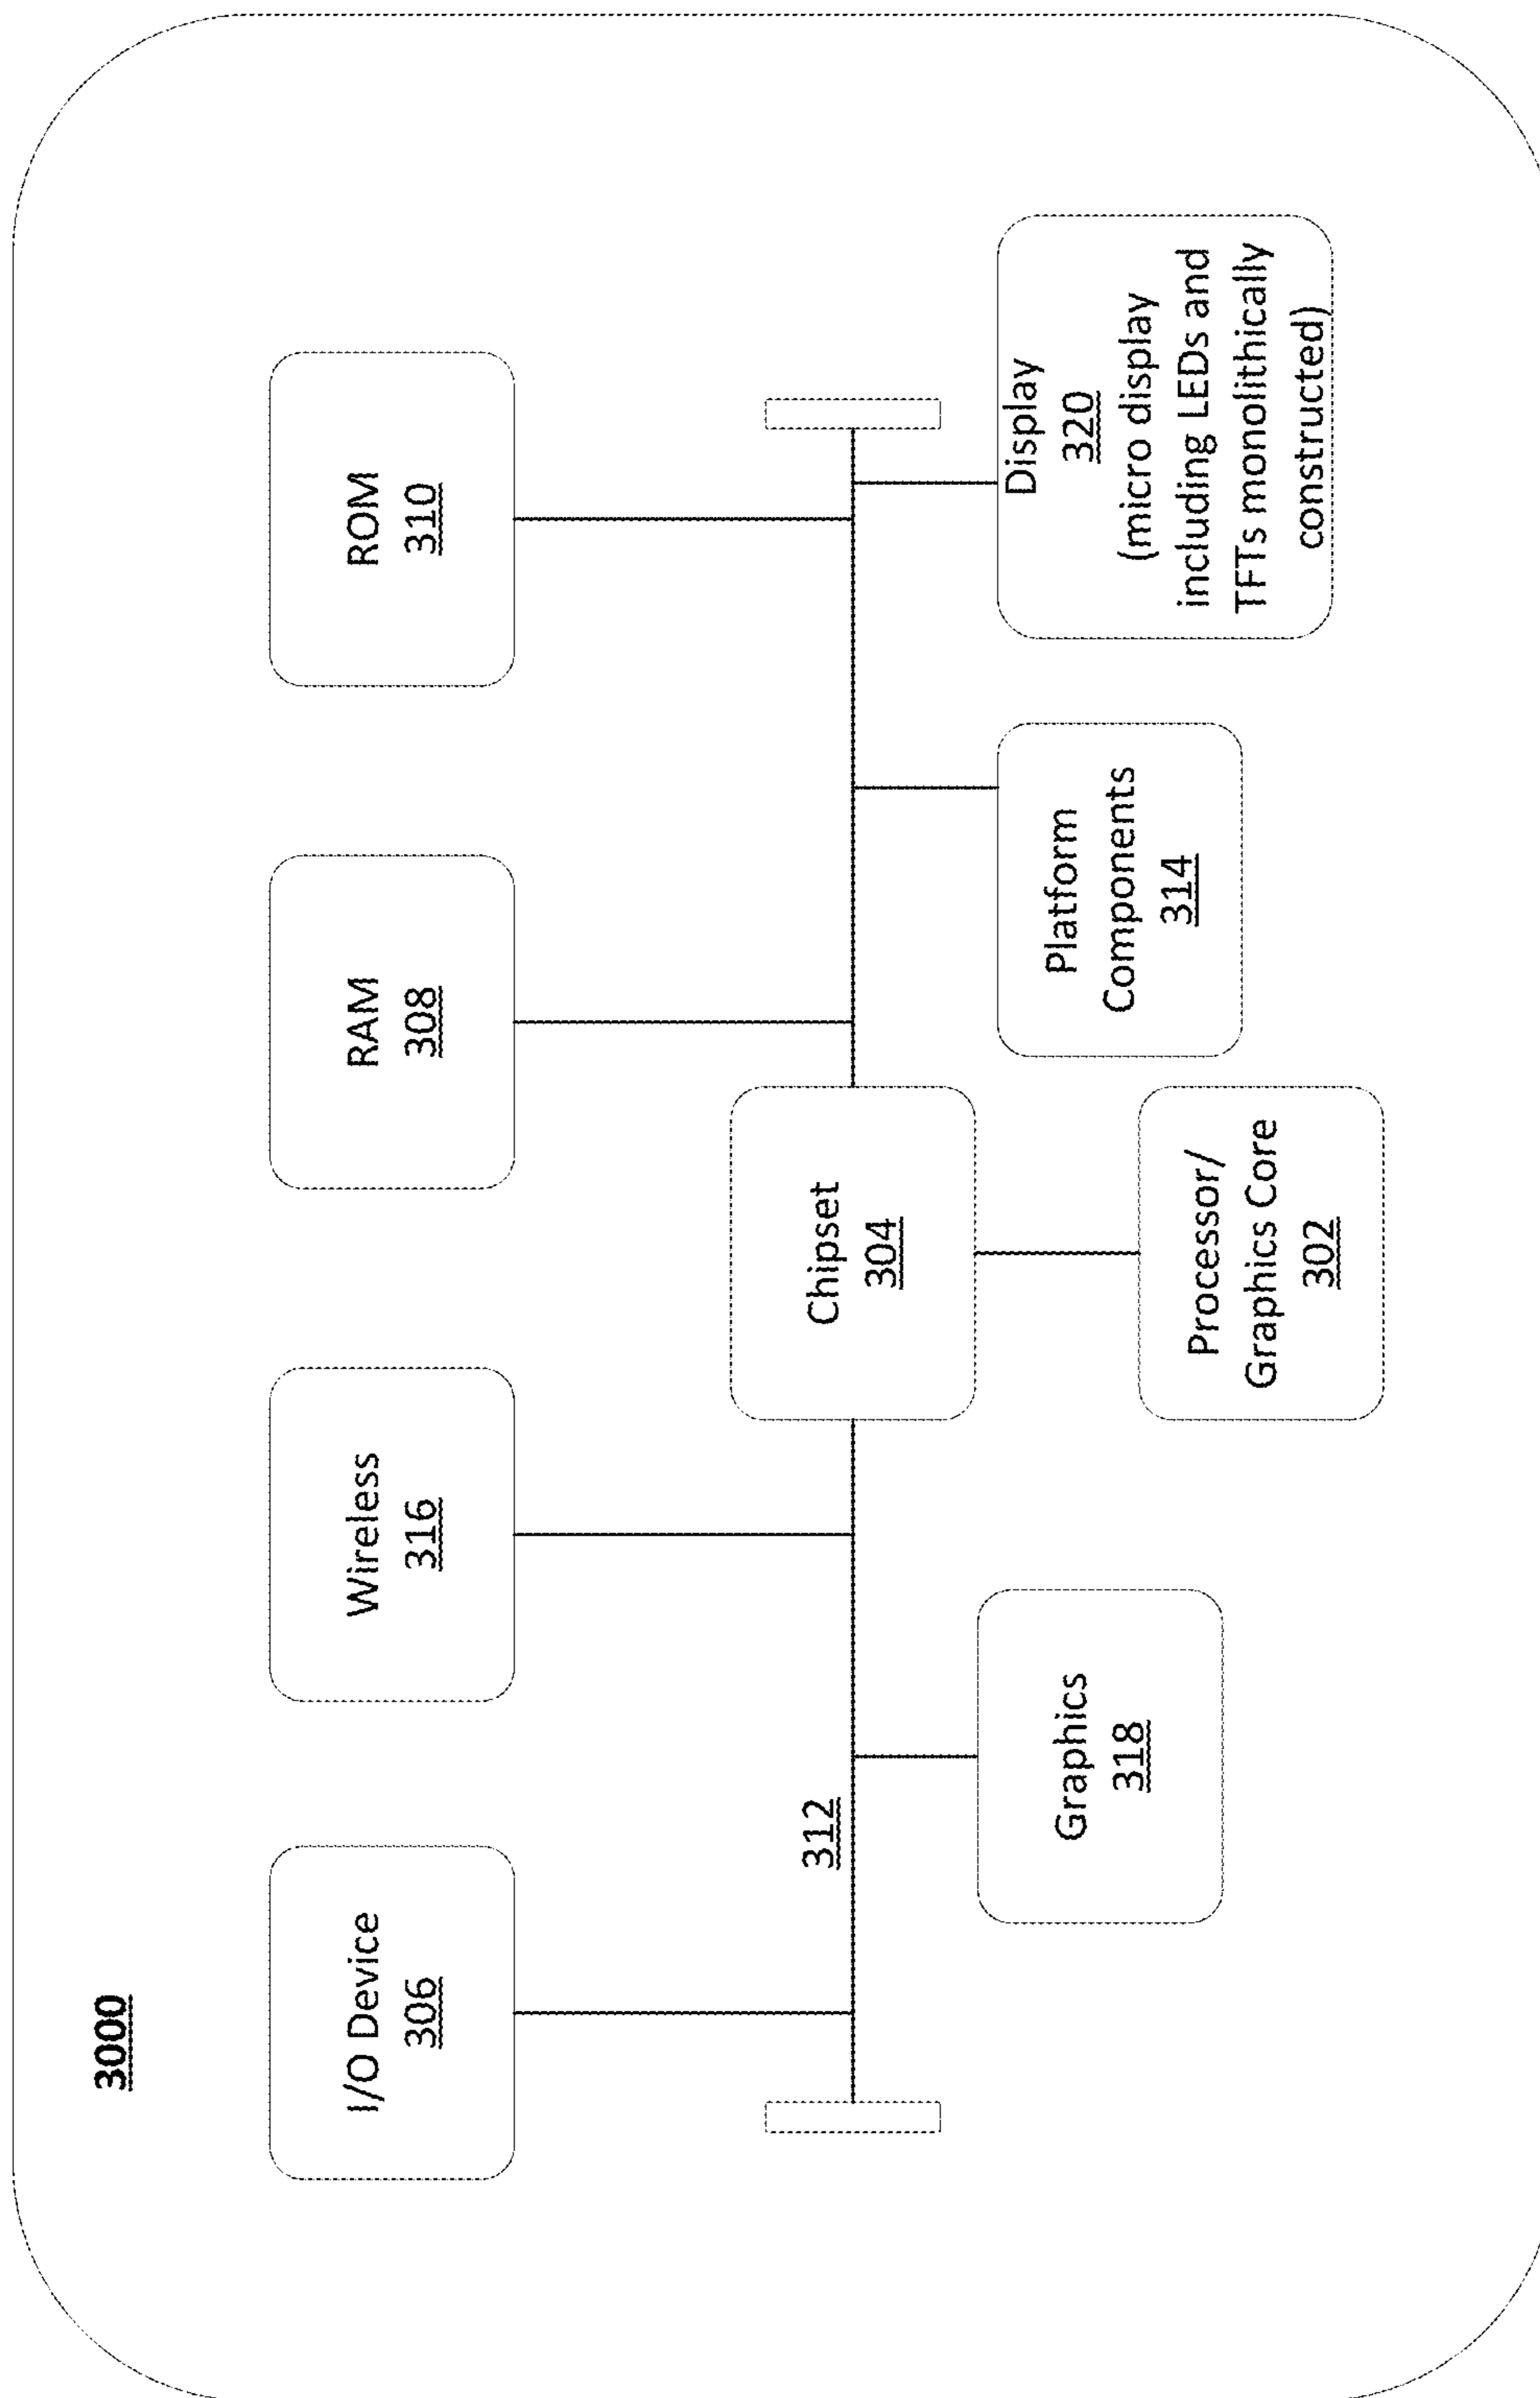 3000
I/O Device
306
Wireless
316
RAM
308
ROM
310
312
Chipset
304
Graphics
318
Processor/
Graphics Core
302
Platform
Components
314
Display
320
(micro display
including LEDs and
TFTs monolithically
constructed)